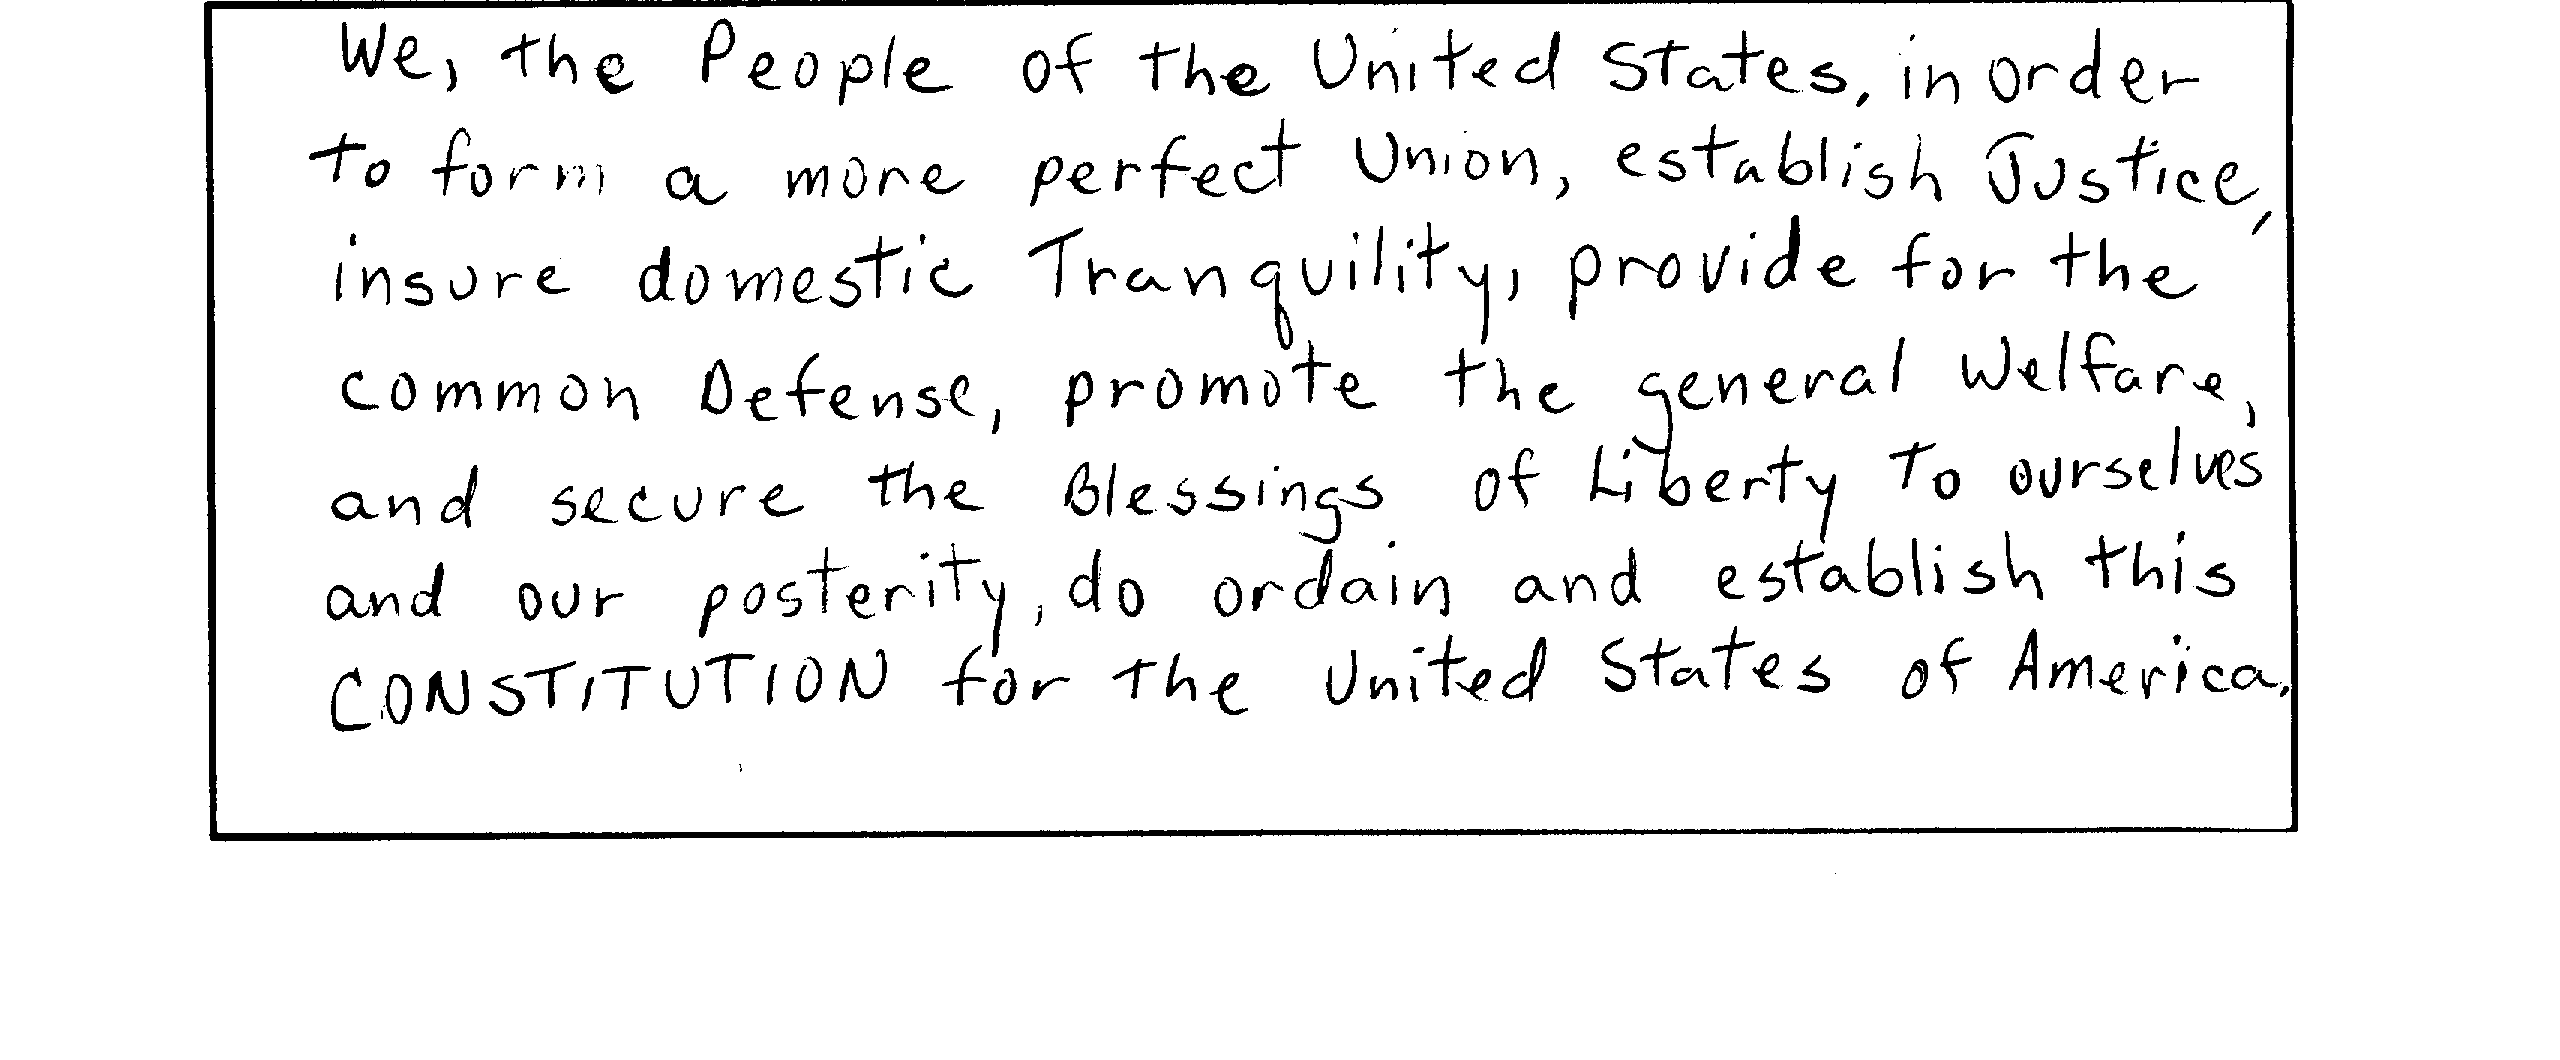 We, the People of the United States, in order
to form a more perfect Union, establish Justice,
insure domestic Tranquility, provide for the
common Defense, promote the general Welfare,
and secure the Blessings of Liberty to ourselves
and our posterity, do ordain and establish this
CONSTITUTION for the United States of America.